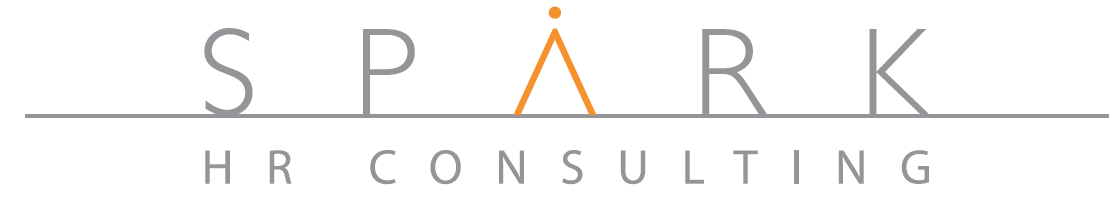 SPARK
HR CONSULTING